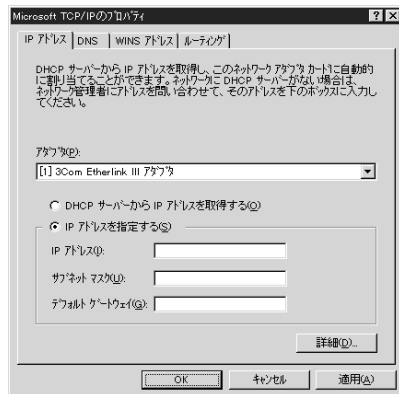 Microsoft TCP/IPのプロパティ
IP アドレス DNS WINS アドレス ルーティング
DHCP サーバーから IP アドレスを取得し、このネットワーク アダプタ カードに自動的
に割り当てることができます。ネットワークに DHCP サーバーがない場合は、
ネットワーク管理者にアドレスを問い合わせて、そのアドレスを下のボックスに入力し
てください。
アダプタ(P):
[1] 3Com Etherlink III アダプタ
DHCP サーバーから IP アドレスを取得する(O)
IP アドレスを指定する(S)
IP アドレス(I):
サブネット マスク(U):
デフォルト ゲートウェイ(G):
詳細(D)...
OK キャンセル 適用(A)